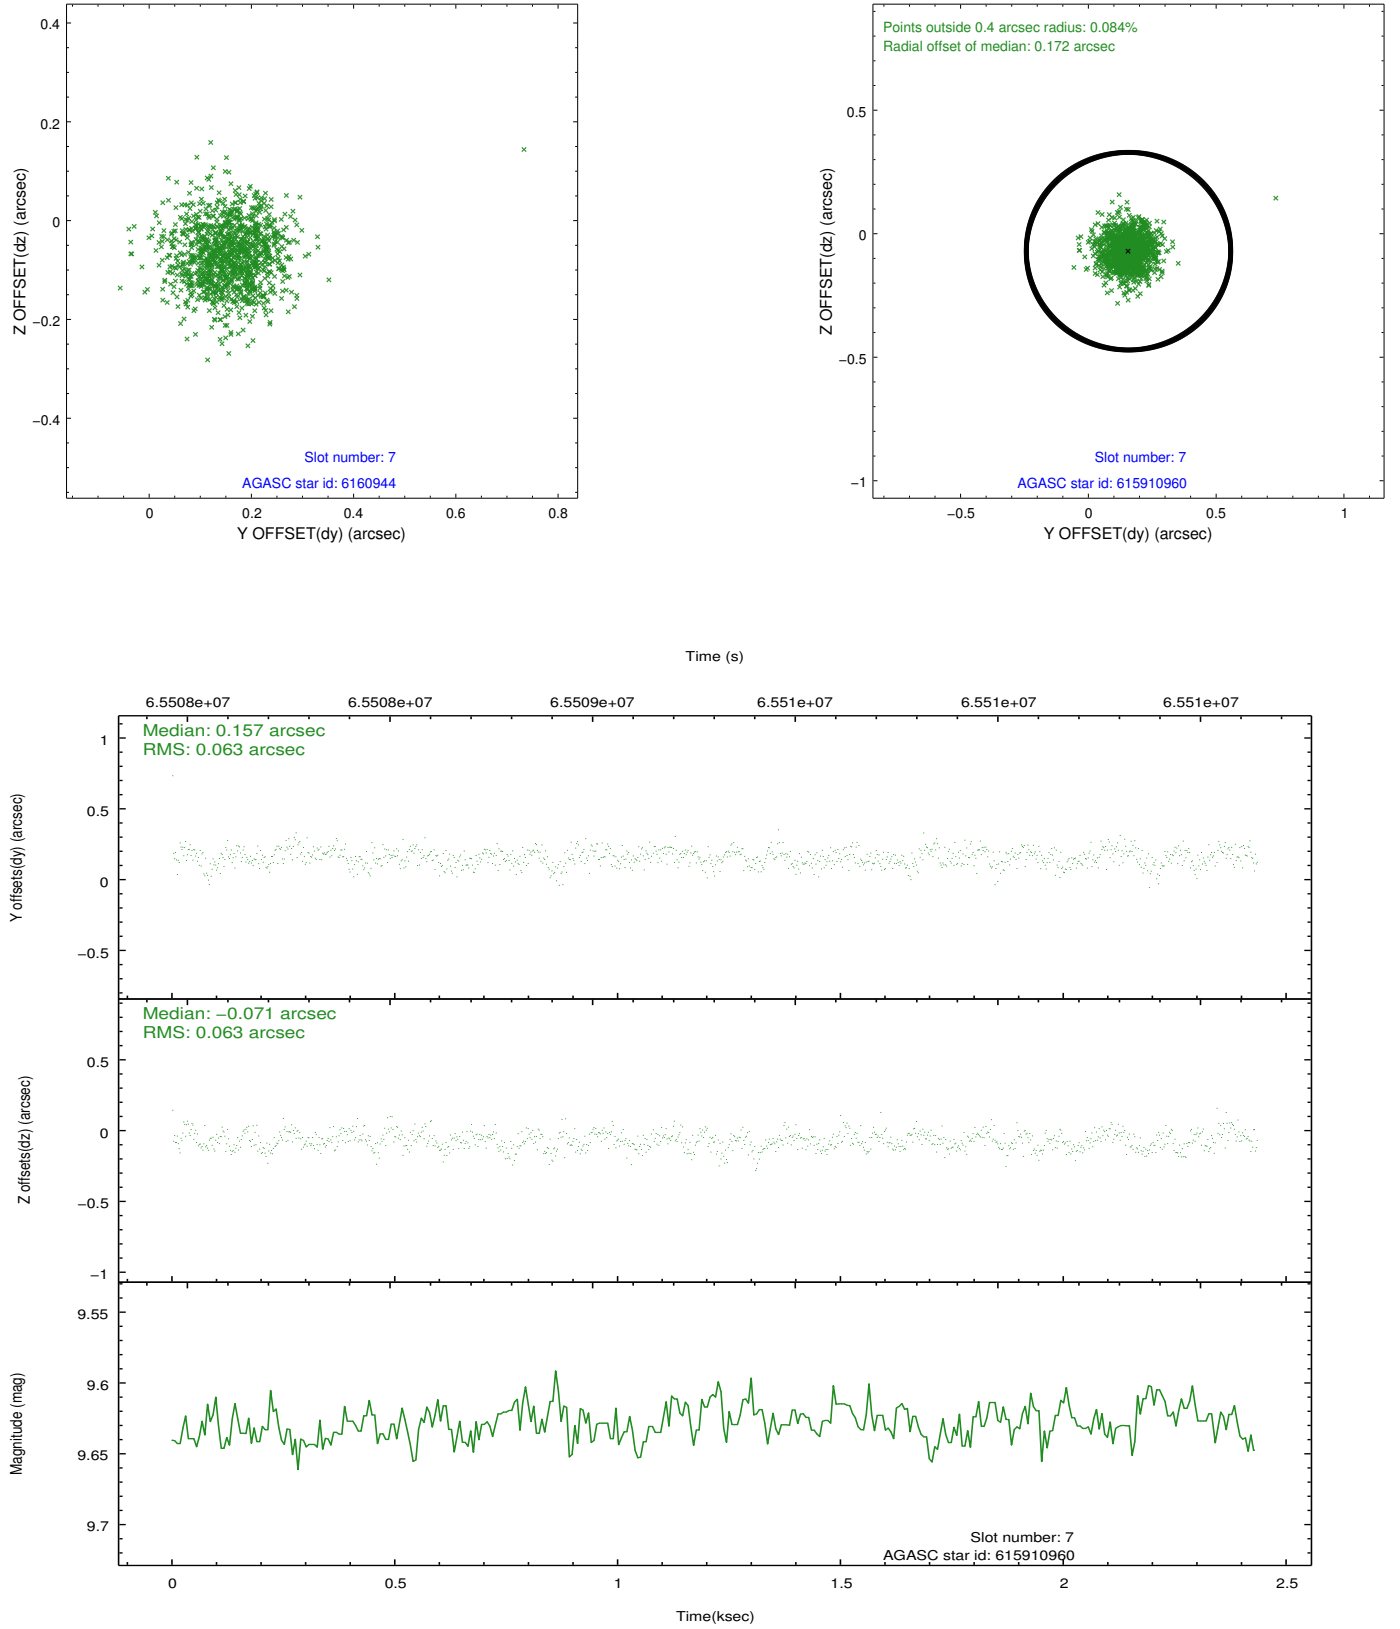 0.4
0.2
0
−0.2
−0.4
Z OFFSET(dz) (arcsec)
Slot number: 7
AGASC star id: 6160944
0 0.2 0.4 0.6 0.8
Y OFFSET(dy) (arcsec)
Points outside 0.4 arcsec radius: 0.084%
Radial offset of median: 0.172 arcsec
0.5
0
−0.5
−1
Z OFFSET(dz) (arcsec)
Slot number: 7
AGASC star id: 615910960
−0.5 0 0.5 1
Y OFFSET(dy) (arcsec)
Time (s)
6.5508e+07 6.5508e+07 6.5509e+07 6.551e+07 6.551e+07 6.551e+07
Median: 0.157 arcsec
RMS: 0.063 arcsec
1
0.5
0
−0.5
Y offsets(dy) (arcsec)
Median: −0.071 arcsec
RMS: 0.063 arcsec
0.5
0
−0.5
−1
Z offsets(dz) (arcsec)
9.55
9.6
9.65
9.7
Magnitude (mag)
Slot number: 7
AGASC star id: 615910960
0 0.5 1 1.5 2 2.5
Time(ksec)